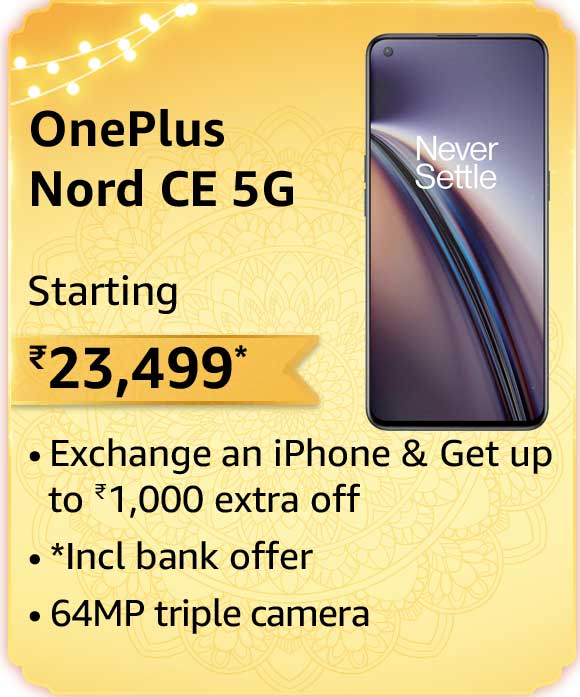 OnePlus
Nord CE 5G
Never
Settle
Starting
₹23,499*
• Exchange an iPhone & Get up
to ₹1,000 extra off
• *Incl bank offer
• 64MP triple camera